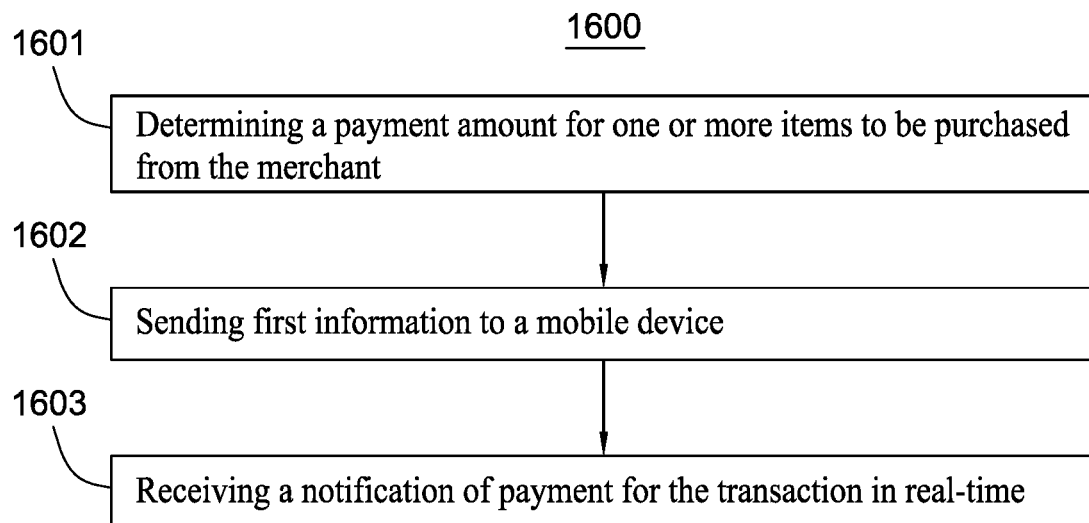 1600
1601
Determining a payment amount for one or more items to be purchased
from the merchant
1602
Sending first information to a mobile device
1603
Receiving a notification of payment for the transaction in real-time